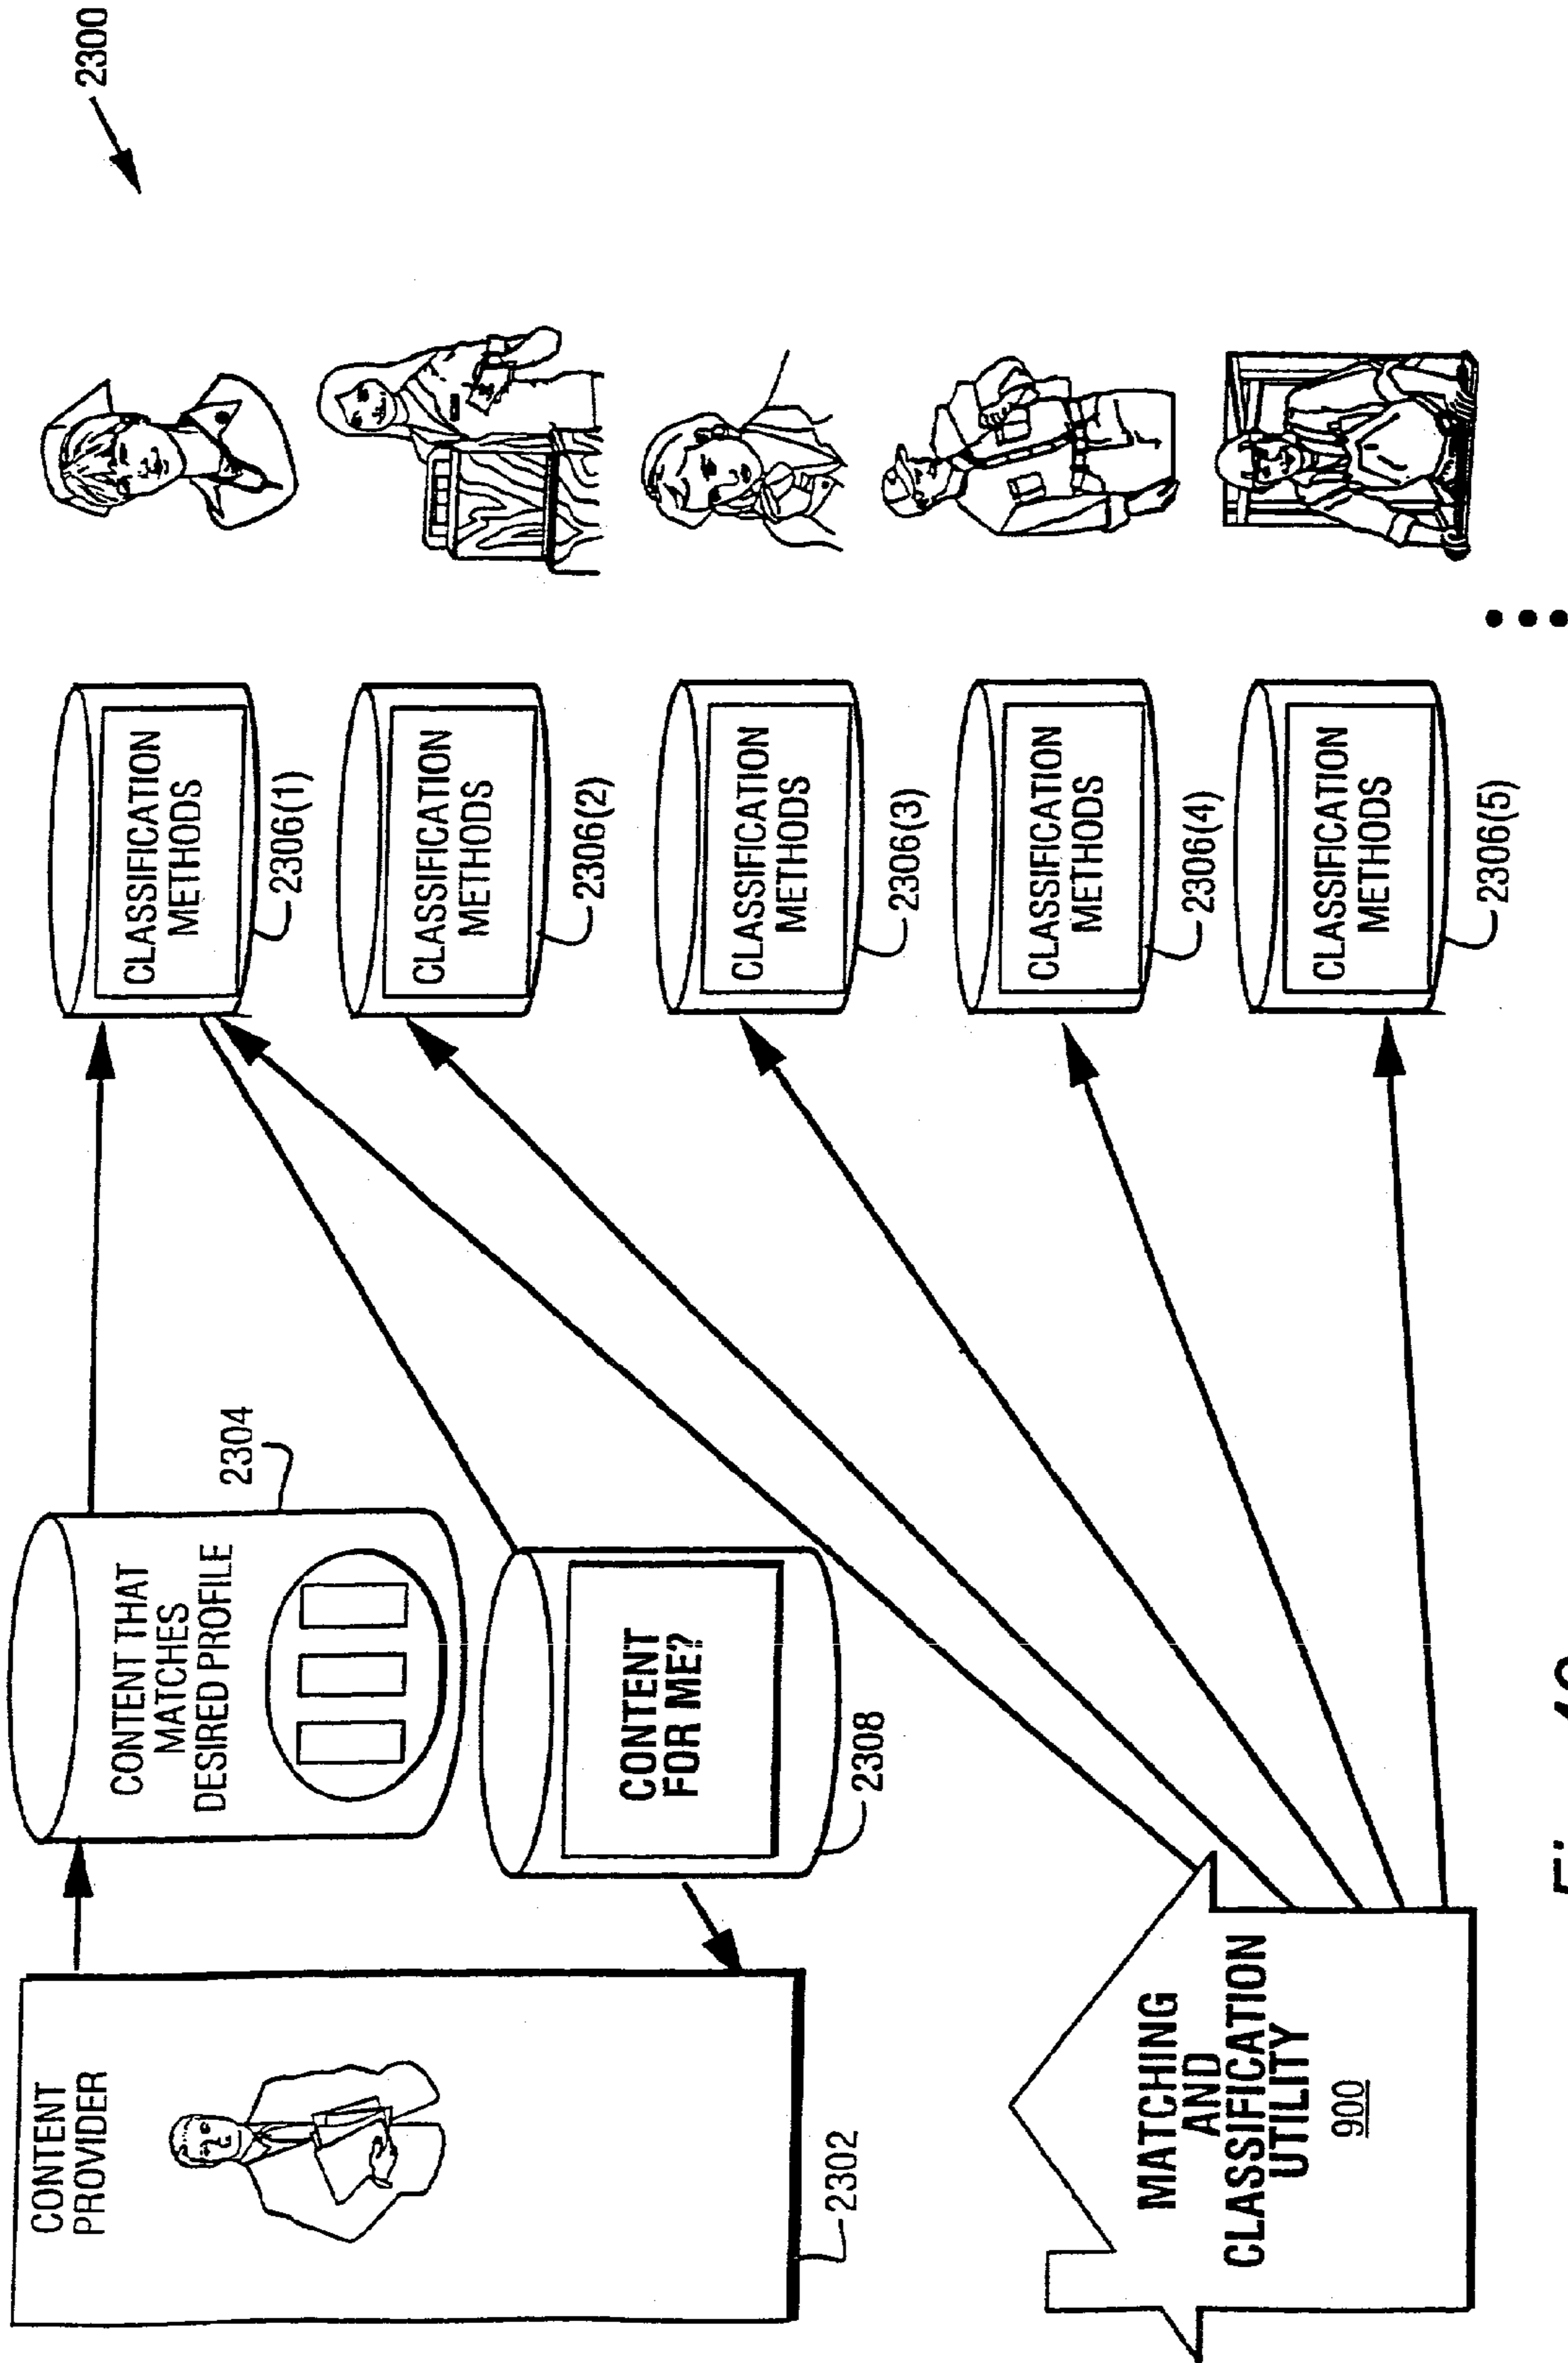 2300
CONTENT
PROVIDER
2302
CONTENT THAT
MATCHES
DESIRED PROFILE
2304
CONTENT
FOR ME?
2308
CLASSIFICATION
METHODS
2306(1)
CLASSIFICATION
METHODS
2306(2)
CLASSIFICATION
METHODS
2306(3)
CLASSIFICATION
METHODS
2306(4)
CLASSIFICATION
METHODS
2306(5)
MATCHING
AND
CLASSIFICATION
UTILITY
900